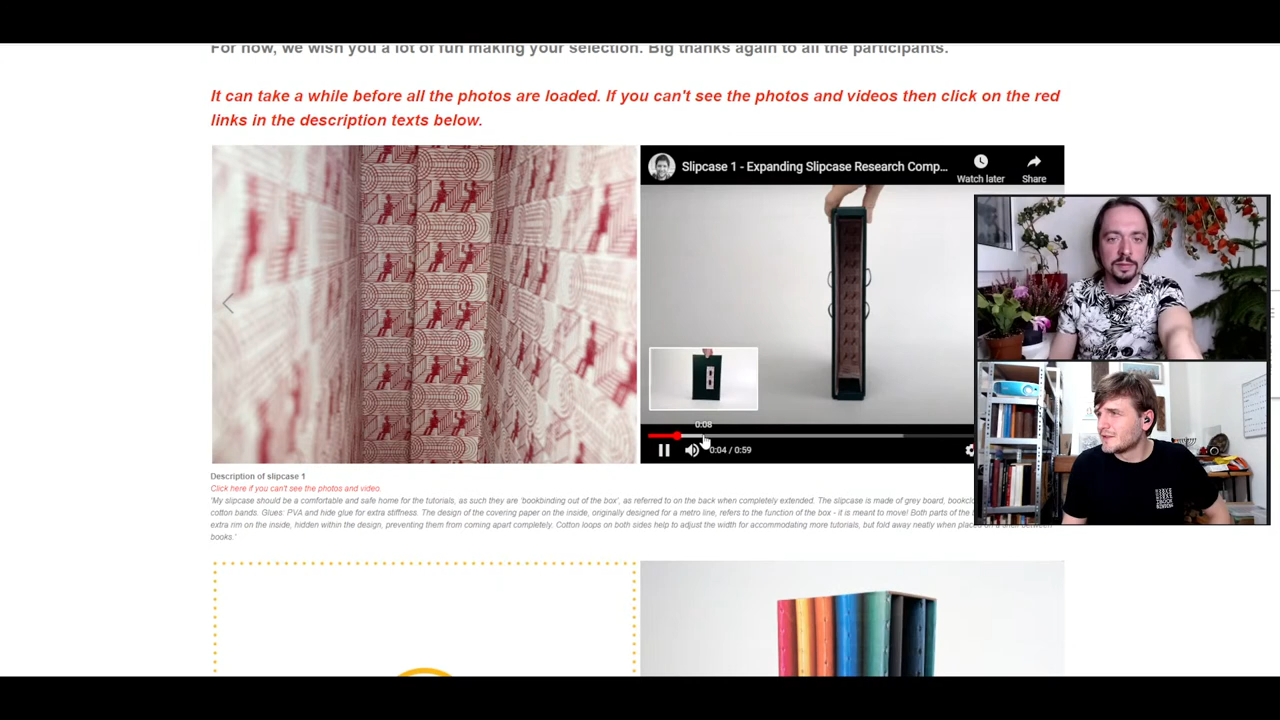 For now, we wish you a lot of fun making your selection. Big thanks again to all the participants.
It can take a while before all the photos are loaded. If you can't see the photos and videos then click on the red
links in the description texts below.
Slipcase 1 - Expanding Slipcase Research Comp...
Watch later
Share
0:08
0:04 / 0:59
Description of slipcase 1
Click here if you can't see the photos and video.
'My slipcase should be a comfortable and safe home for the tutorials, as such they are 'bookbinding out of the box', as referred to on the back when completely extended. The slipcase is made of grey board, bookclo
cotton bands. Glues: PVA and hide glue for extra stiffness. The design of the covering paper on the inside, originally designed for a metro line, refers to the function of the box - it is meant to move! Both parts of the
extra rim on the inside, hidden within the design, preventing them from coming apart completely. Cotton loops on both sides help to adjust the width for accommodating more tutorials, but fold away neatly when placed on a shelf between
books.'